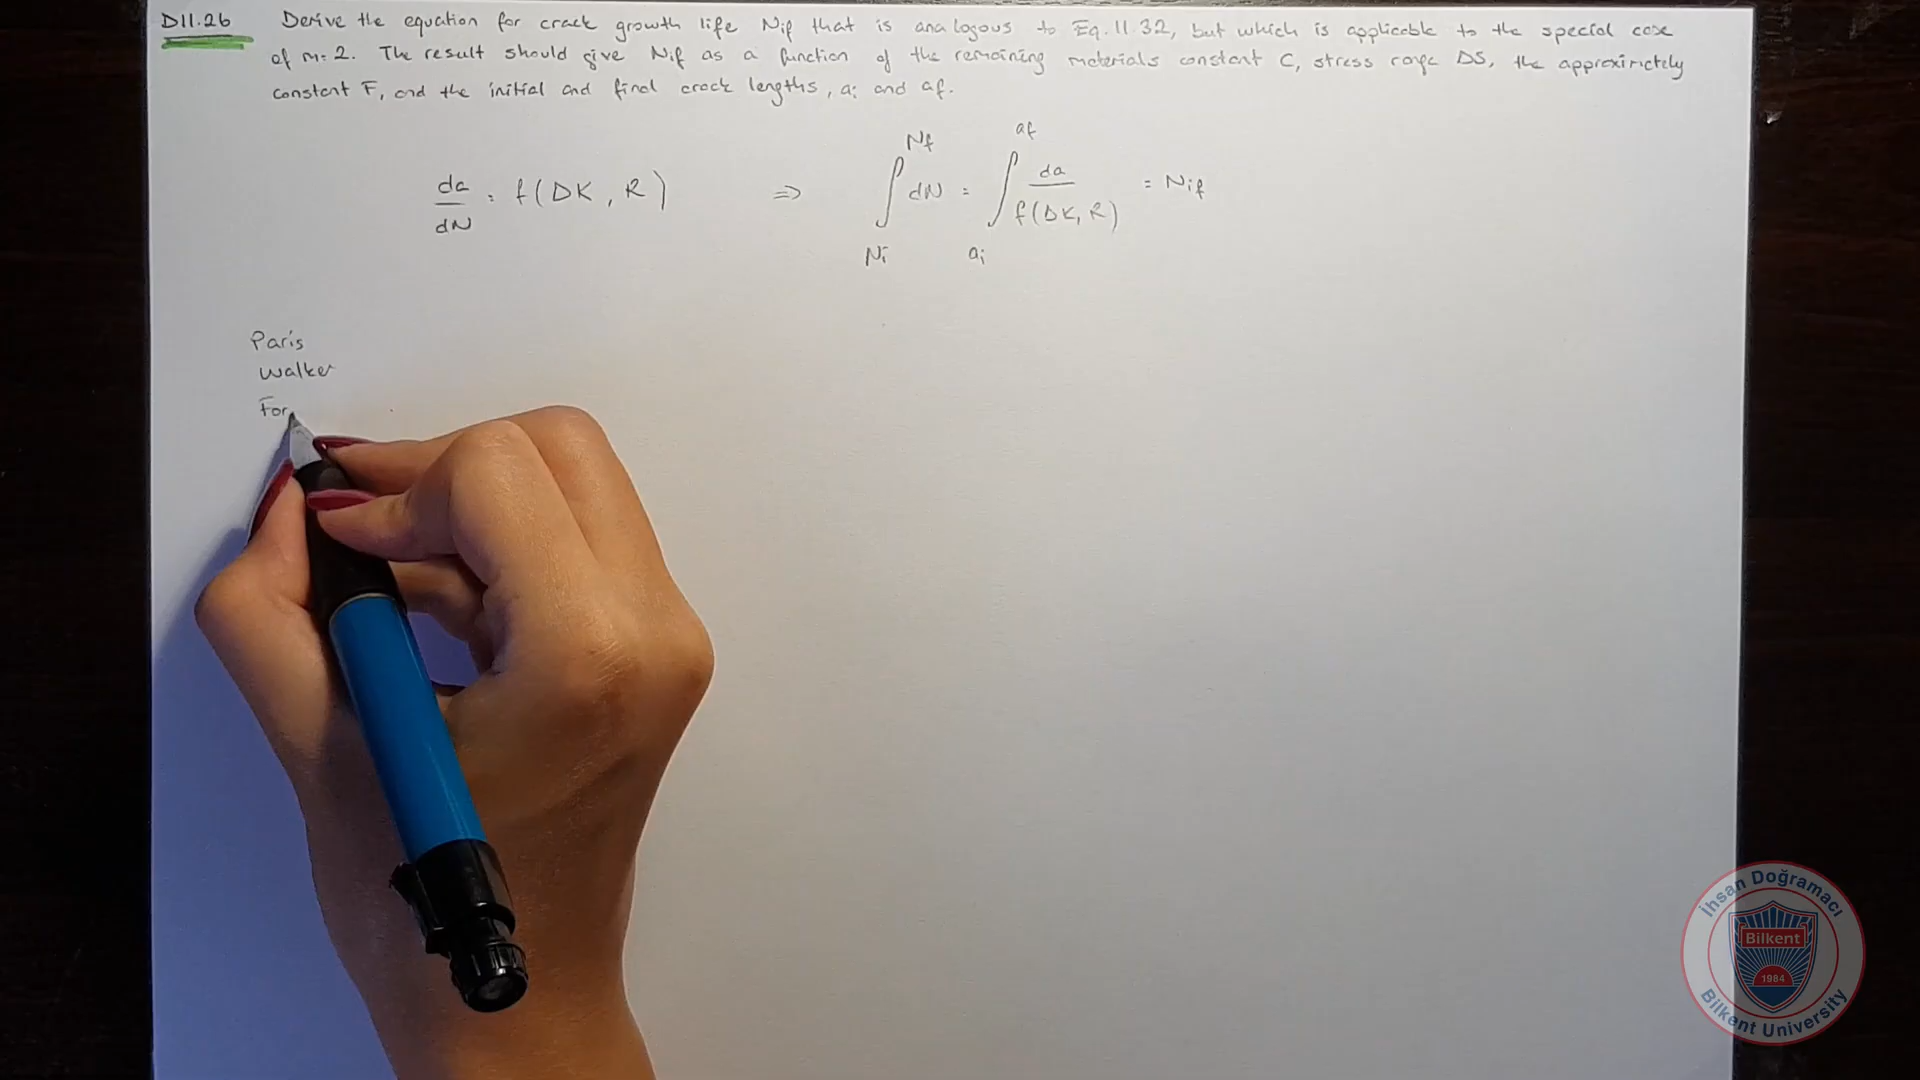 D11.26 Derive the equation for crack growth life Nif that is analogous to Eq. 11.32, but which is applicable to the special case
of m=2. The result should give Nif as a function of the remaining materials constant C, stress range ΔS, the approximately
constant F, and the initial and final crack lengths, ai and af.
da/dN = f(ΔK, R) ⇒ ∫ Ni Nf dN = ∫ ai af da/f(ΔK, R) = Nif
Paris
Walker
For
İhsan Doğramacı
Bilkent
1984
Bilkent University